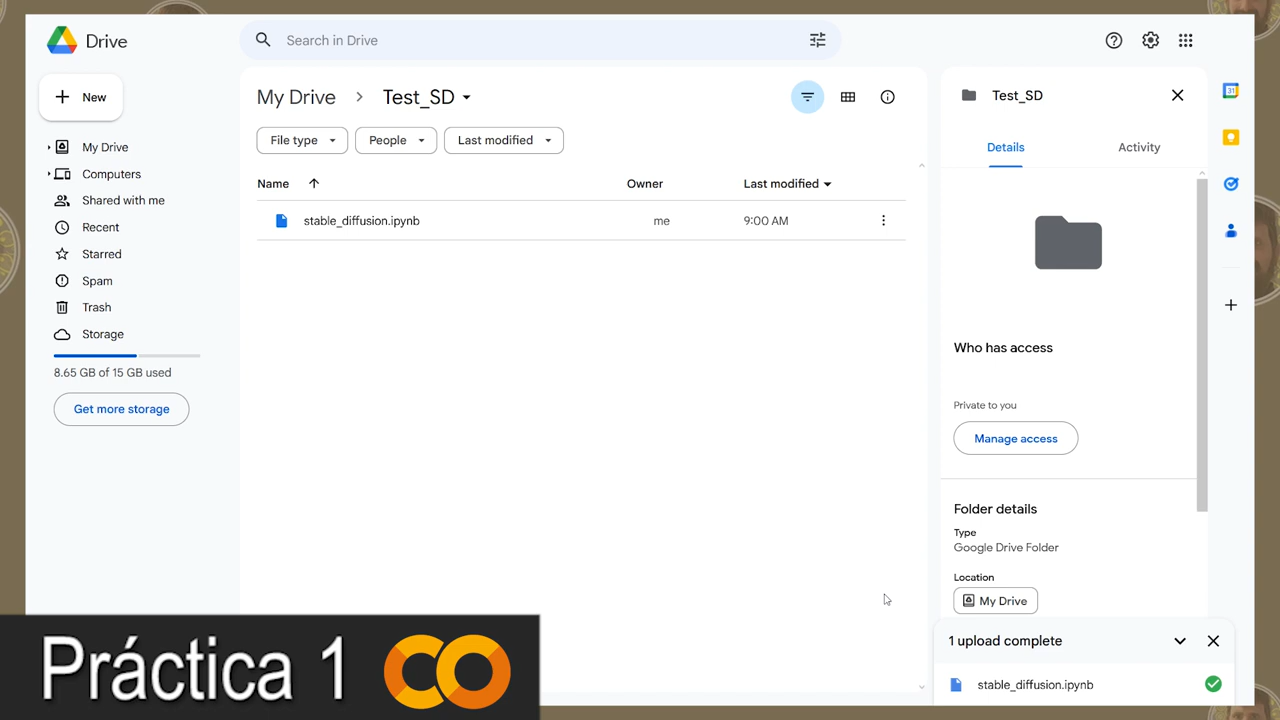 Drive
Search in Drive
New
My Drive
Computers
Shared with me
Recent
Starred
Spam
Trash
Storage
8.65 GB of 15 GB used
Get more storage
My Drive
Test_SD
File type
People
Last modified
Name
Owner
Last modified
stable_diffusion.ipynb
me
9:00 AM
Test_SD
Details
Activity
Who has access
Private to you
Manage access
Folder details
Type
Google Drive Folder
Location
My Drive
1 upload complete
stable_diffusion.ipynb
31
Práctica 1